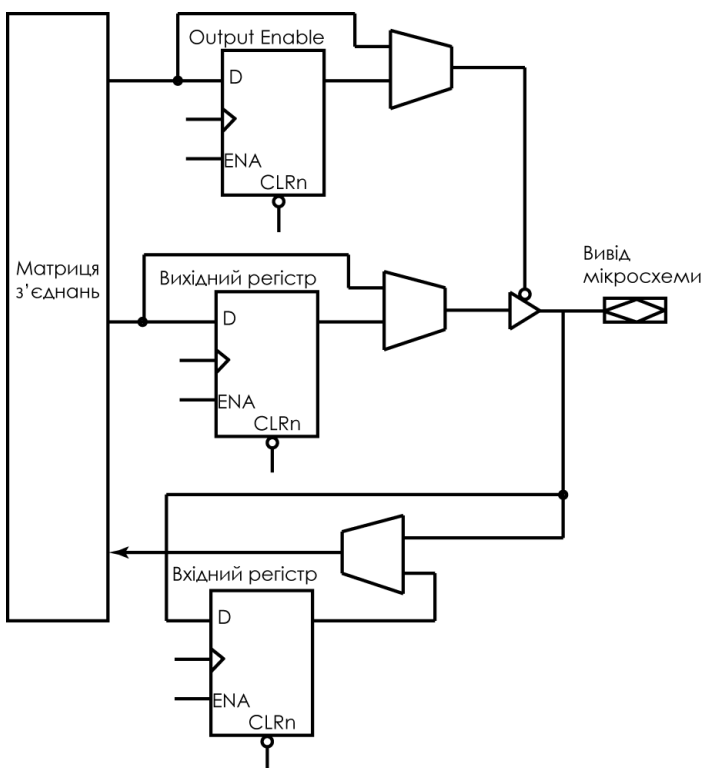 Output Enable
D
ENA
CLRn
Матриця
з’єднань
Вихідний регістр
D
ENA
CLRn
Вивід
мікросхеми
Вхідний регістр
D
ENA
CLRn